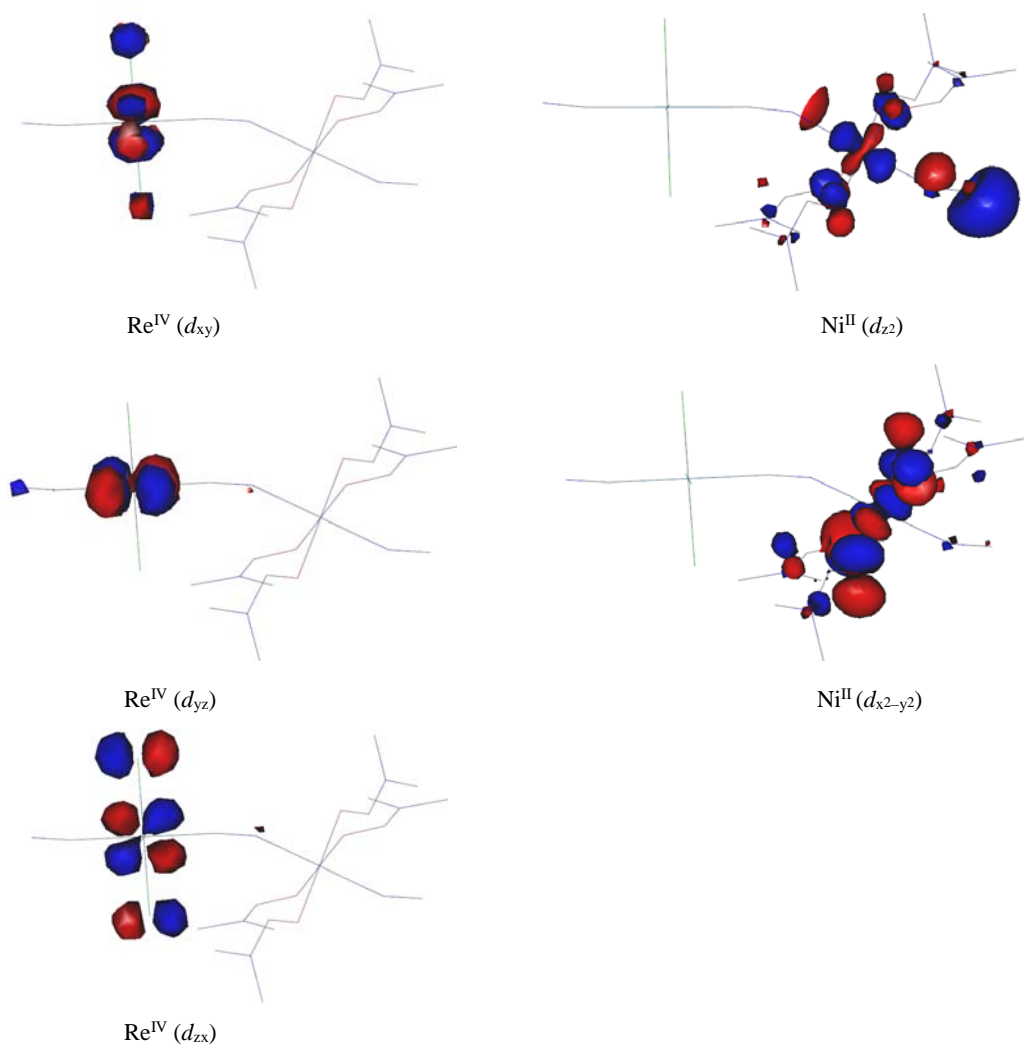 Re^IV (d_xy)
Ni^II (d_z2)
Re^IV (d_yz)
Ni^II (d_x2–y2)
Re^IV (d_zx)